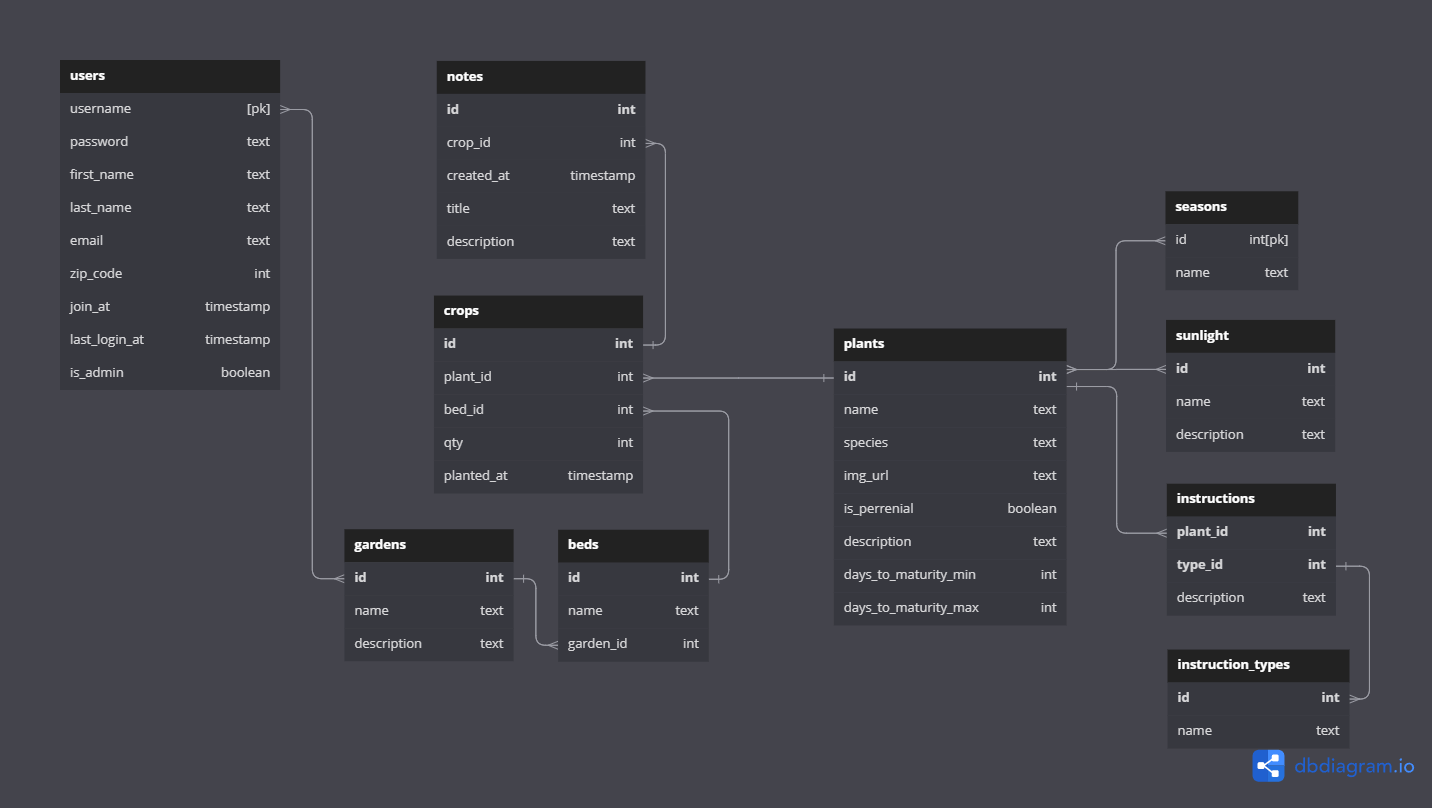 users
username [pk]
password text
first_name text
last_name text
email text
zip_code int
join_at timestamp
last_login_at timestamp
is_admin boolean
notes
id int
crop_id int
created_at timestamp
title text
description text
crops
id int
plant_id int
bed_id int
qty int
planted_at timestamp
gardens
id int
name text
description text
beds
id int
name text
garden_id int
plants
id int
name text
species text
img_url text
is_perrenial boolean
description text
days_to_maturity_min int
days_to_maturity_max int
seasons
id int[pk]
name text
sunlight
id int
name text
description text
instructions
plant_id int
type_id int
description text
instruction_types
id int
name text
dbdiagram.io